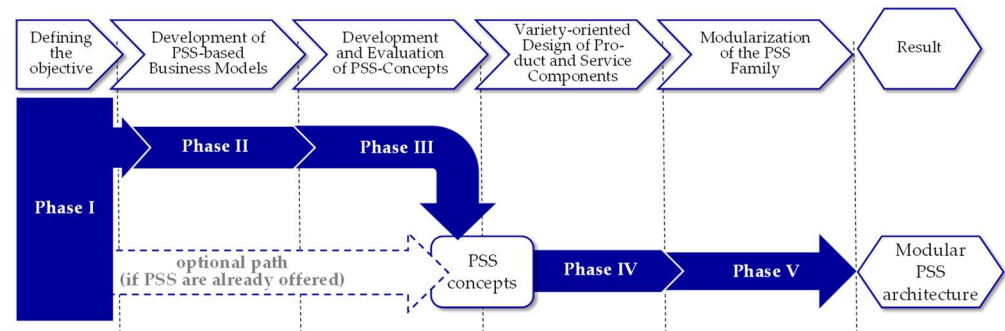 Defining
the
objective
Development of
PSS-based
Business Models
Development
and Evaluation
of PSS-Concepts
Variety-oriented
Design of Pro-
duct and Service
Components
Modularization
of the PSS
Family
Result
Phase I
Phase II
Phase III
optional path
(if PSS are already offered)
PSS
concepts
Phase IV
Phase V
Modular
PSS
architecture